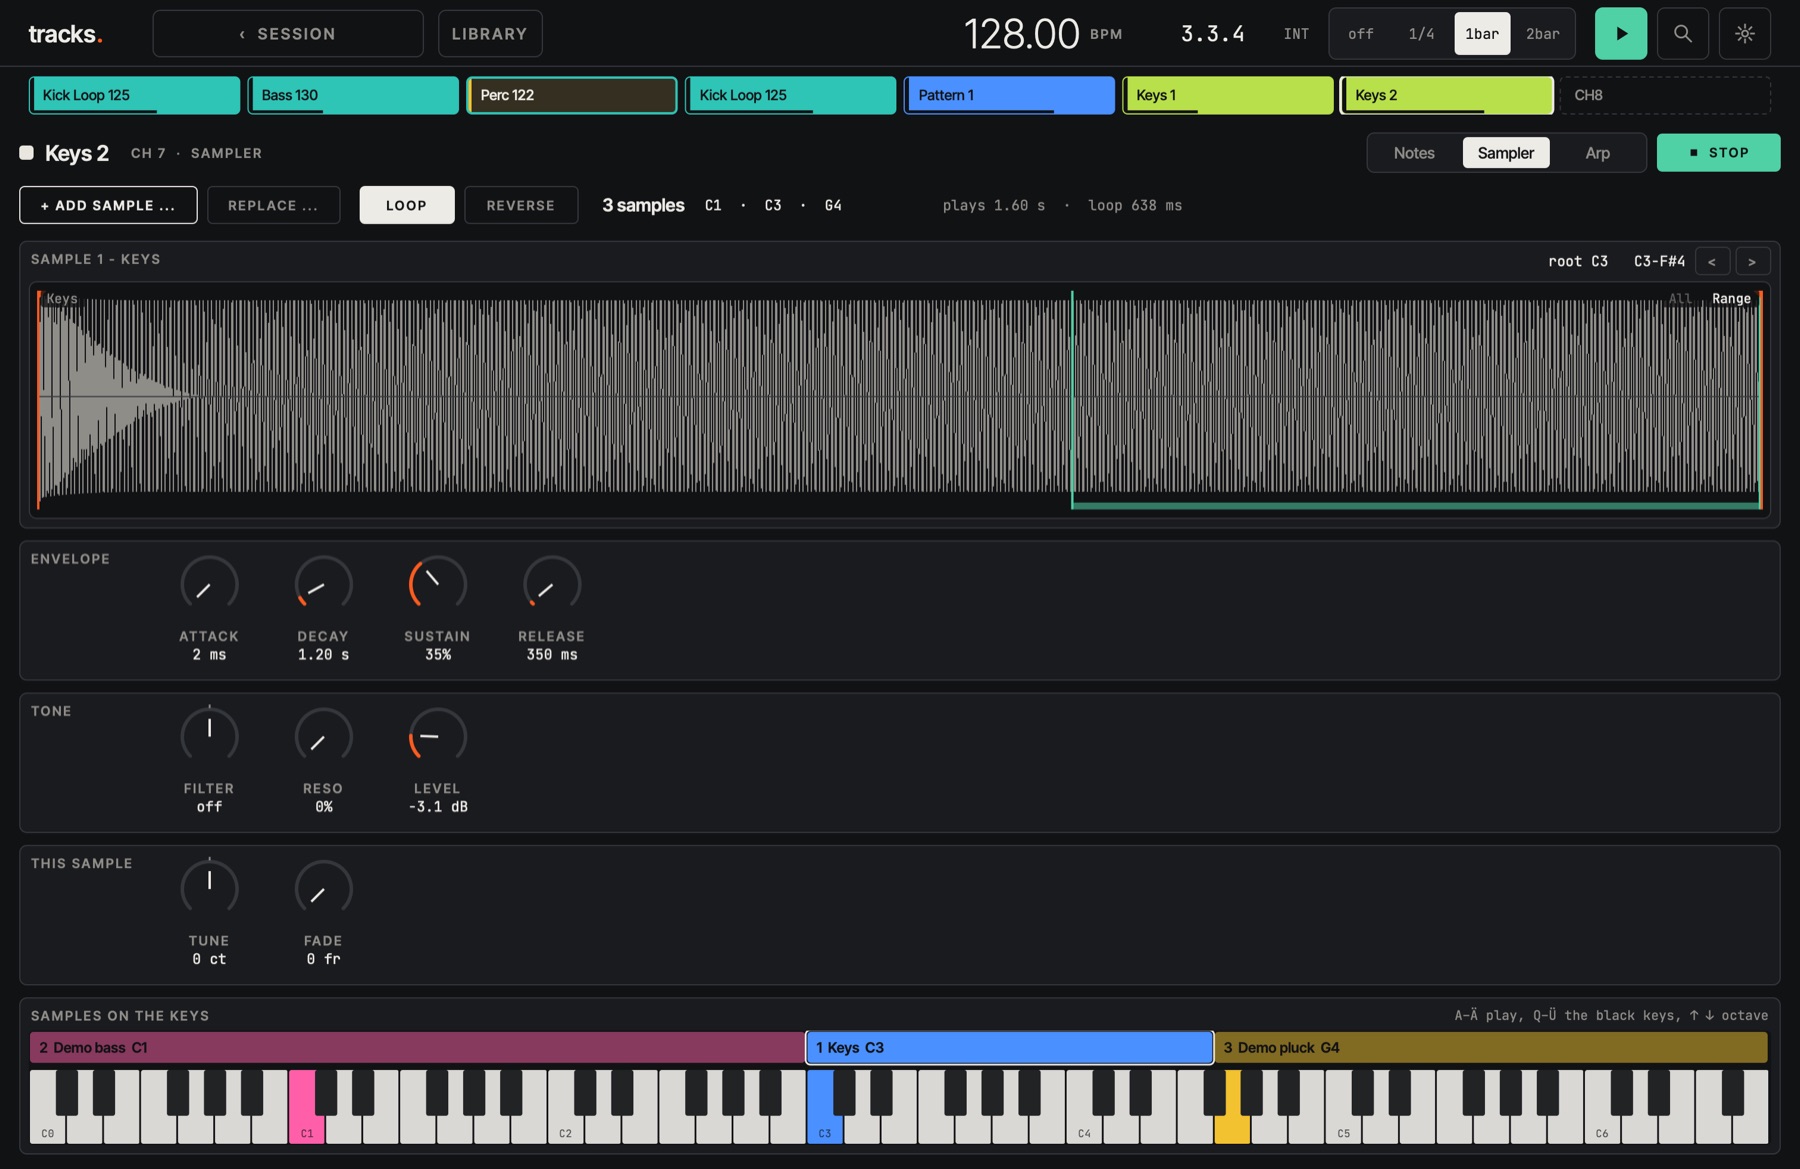 tracks.
‹ SESSION
LIBRARY
128.00 BPM
3.3.4
INT
off 1/4 1bar 2bar
Kick Loop 125
Bass 130
Perc 122
Kick Loop 125
Pattern 1
Keys 1
Keys 2
CH8
Keys 2 CH 7 · SAMPLER
Notes Sampler Arp
STOP
+ ADD SAMPLE ...
REPLACE ...
LOOP
REVERSE
3 samples C1 · C3 · G4
plays 1.60 s · loop 638 ms
SAMPLE 1 - KEYS
root C3 C3-F#4 < >
Keys
All Range
ENVELOPE
ATTACK DECAY SUSTAIN RELEASE
2 ms 1.20 s 35% 350 ms
TONE
FILTER RESO LEVEL
off 0% -3.1 dB
THIS SAMPLE
TUNE FADE
0 ct 0 fr
SAMPLES ON THE KEYS
A-Ä play, Q-Ü the black keys, ↑ ↓ octave
2 Demo bass C1
1 Keys C3
3 Demo pluck G4
C0 C1 C2 C3 C4 C5 C6